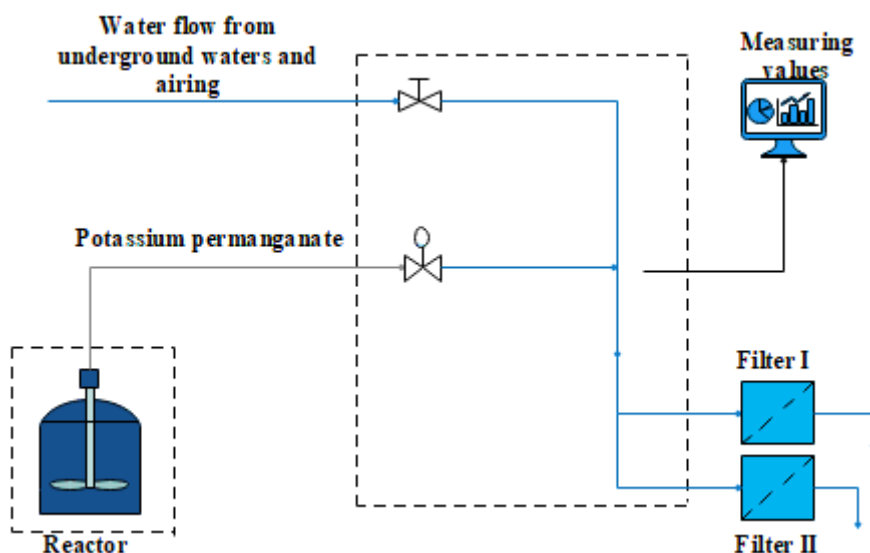 Water flow from
underground waters and
airing
Measuring
values
Potassium permanganate
Filter I
Reactor
Filter II